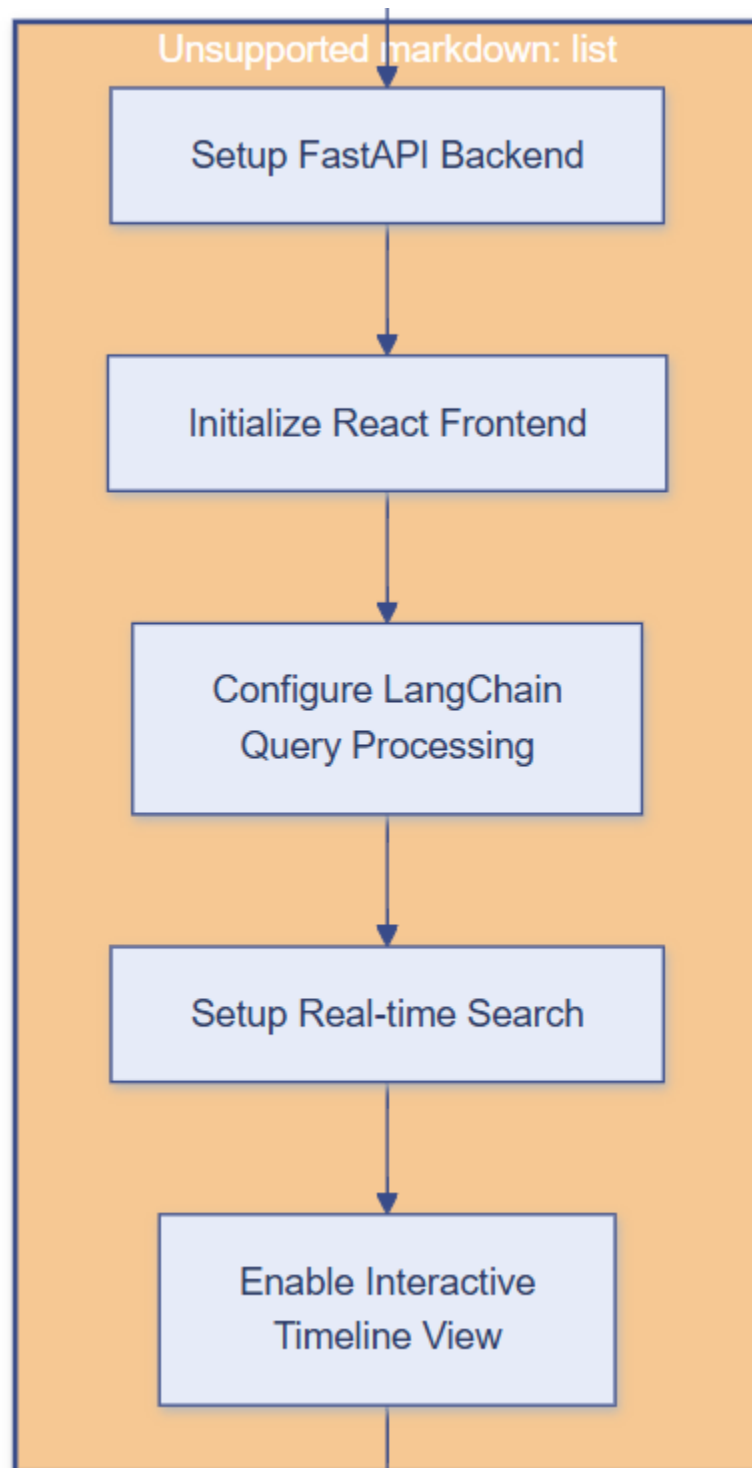 Unsupported markdown: list
Setup FastAPI Backend
Initialize React Frontend
Configure LangChain
Query Processing
Setup Real-time Search
Enable Interactive
Timeline View